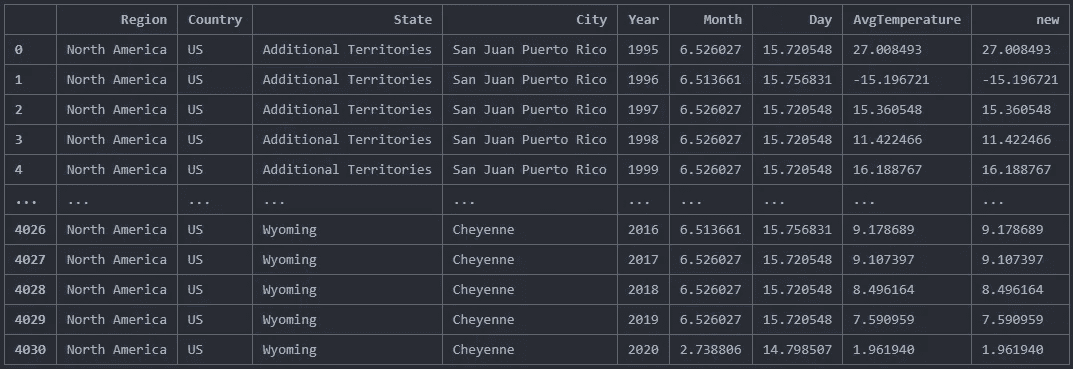 Region Country State City Year Month Day AvgTemperature new
0 North America US Additional Territories San Juan Puerto Rico 1995 6.526027 15.720548 27.008493 27.008493
1 North America US Additional Territories San Juan Puerto Rico 1996 6.513661 15.756831 -15.196721 -15.196721
2 North America US Additional Territories San Juan Puerto Rico 1997 6.526027 15.720548 15.360548 15.360548
3 North America US Additional Territories San Juan Puerto Rico 1998 6.526027 15.720548 11.422466 11.422466
4 North America US Additional Territories San Juan Puerto Rico 1999 6.526027 15.720548 16.188767 16.188767
... ... ... ... ... ... ... ... ... ...
4026 North America US Wyoming Cheyenne 2016 6.513661 15.756831 9.178689 9.178689
4027 North America US Wyoming Cheyenne 2017 6.526027 15.720548 9.107397 9.107397
4028 North America US Wyoming Cheyenne 2018 6.526027 15.720548 8.496164 8.496164
4029 North America US Wyoming Cheyenne 2019 6.526027 15.720548 7.590959 7.590959
4030 North America US Wyoming Cheyenne 2020 2.738806 14.798507 1.961940 1.961940